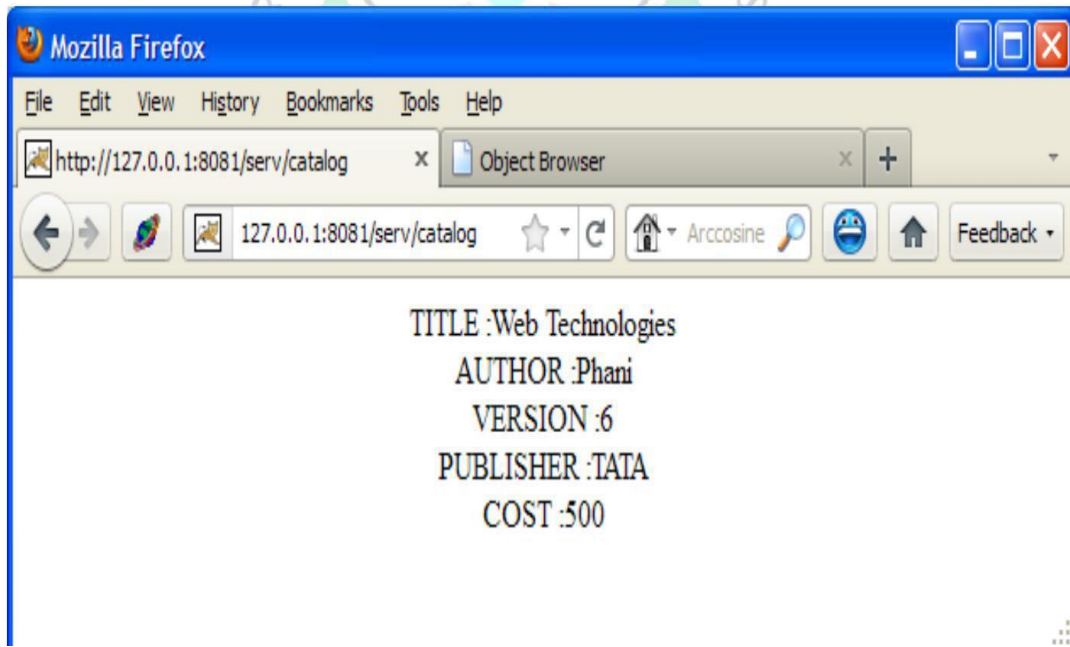 Mozilla Firefox
File Edit View History Bookmarks Tools Help
http://127.0.0.1:8081/serv/catalog x Object Browser x +
127.0.0.1:8081/serv/catalog Arccosine Feedback
TITLE :Web Technologies
AUTHOR :Phani
VERSION :6
PUBLISHER :TATA
COST :500